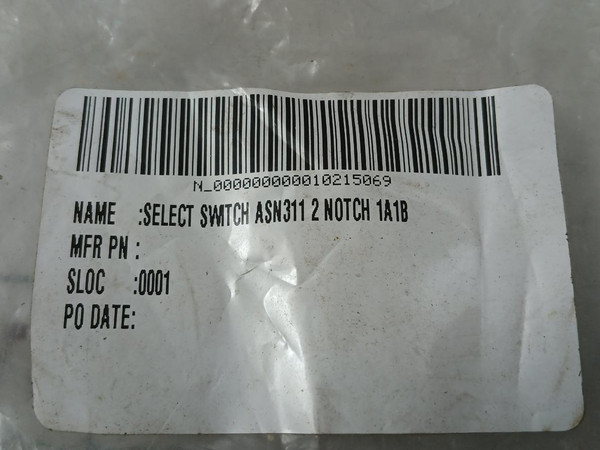 N_000000000010215069
NAME :SELECT SWITCH ASN311 2 NOTCH 1A1B
MFR PN :
SLOC :0001
PO DATE: